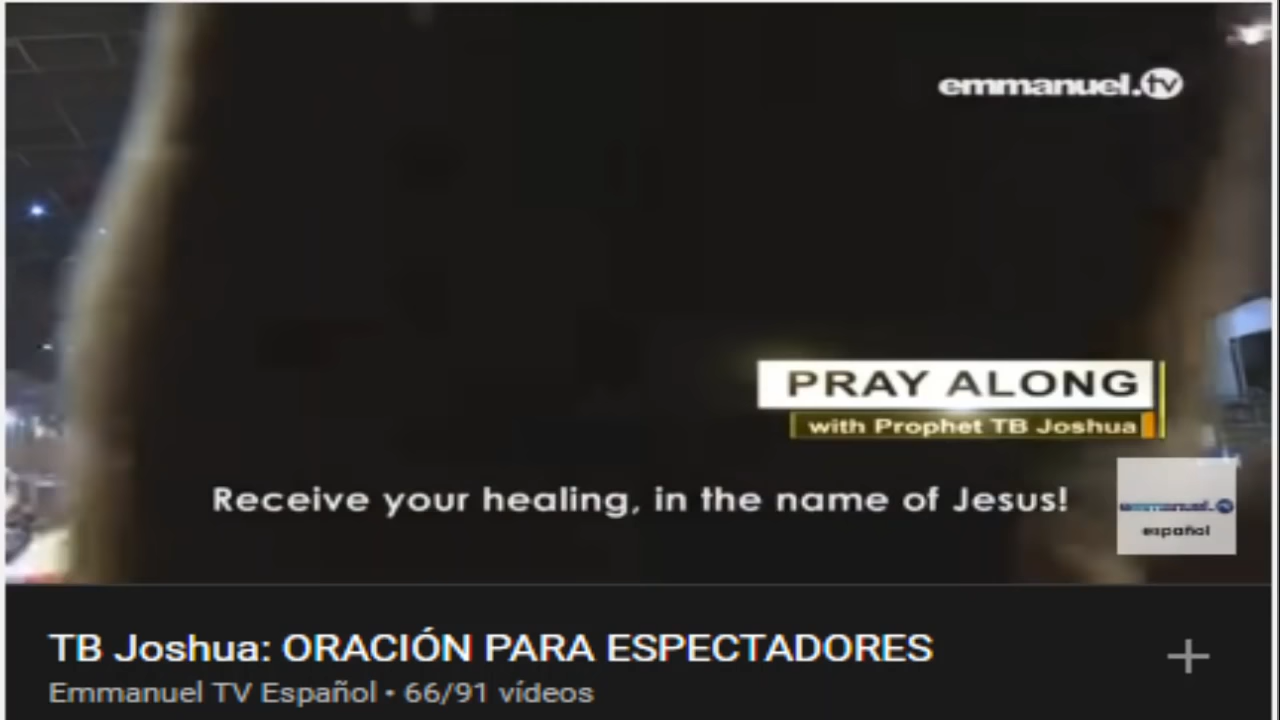 emmanuel.tv
PRAY ALONG
with Prophet TB Joshua
Receive your healing, in the name of Jesus!
emmanuel.tv
español
TB Joshua: ORACIÓN PARA ESPECTADORES
Emmanuel TV Español • 66/91 vídeos